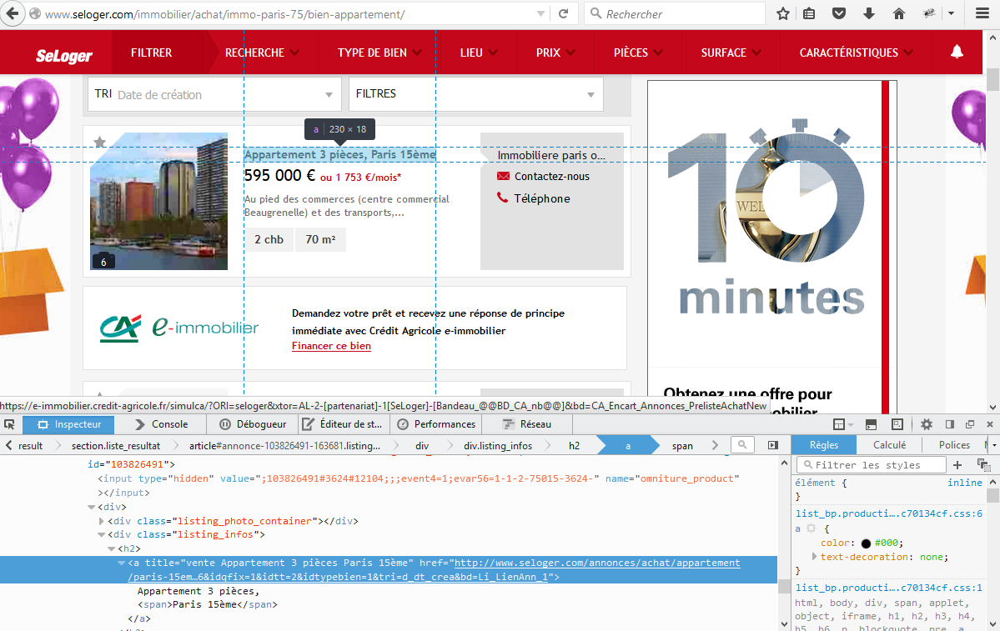 www.seloger.com/immobilier/achat/immo-paris-75/bien-appartement/
Rechercher
SeLoger
FILTRER
RECHERCHE
TYPE DE BIEN
LIEU
PRIX
PIÈCES
SURFACE
CARACTÉRISTIQUES
TRI Date de création
FILTRES
a 230 × 18
Appartement 3 pièces, Paris 15ème
595 000 € ou 1 753 €/mois*
Au pied des commerces (centre commercial
Beaugrenelle) et des transports,...
2 chb
70 m²
6
Immobiliere paris o...
Contactez-nous
Téléphone
10
WEL
minutes
Obtenez une offre pour
CA e-immobilier
Demandez votre prêt et recevez une réponse de principe
immédiate avec Crédit Agricole e-immobilier
Financer ce bien
https://e-immobilier.credit-agricole.fr/simulca/?ORI=seloger&xtor=AL-2-[partenariat]-1[SeLoger]-[Bandeau_@@BD_CA_nb@@]&bd=CA_Encart_Annonces_PrelisteAchatNew
Inspecteur
Console
Débogueur
Éditeur de st...
Performances
Réseau
result
section.liste_resultat
article#annonce-103826491-163681.listing...
div
div.listing_infos
h2
a
span
Règles
Calculé
Polices
id="103826491">
<input type="hidden" value=";103826491#3624#12104;;;event4=1;evar56=1-1-2-75015-3624-" name="omniture_product"
></input>
<div>
<div class="listing_photo_container"></div>
<div class="listing_infos">
<h2>
<a title="vente Appartement 3 pièces Paris 15ème" href="http://www.seloger.com/annonces/achat/appartement
/paris-15em…6&idqfix=1&idtt=2&idtypebien=1&tri=d_dt_crea&bd=Li_LienAnn_1">
Appartement 3 pièces,
<span>Paris 15ème</span>
</a>
Filtrer les styles
élément {
inline
}
list_bp.producti….c70134cf.css:6
a {
color: #000;
text-decoration: none;
}
list_bp.producti….c70134cf.css:1
html, body, div, span, applet,
object, iframe, h1, h2, h3, h4,
h5, h6, p, blockquote, pre, a,